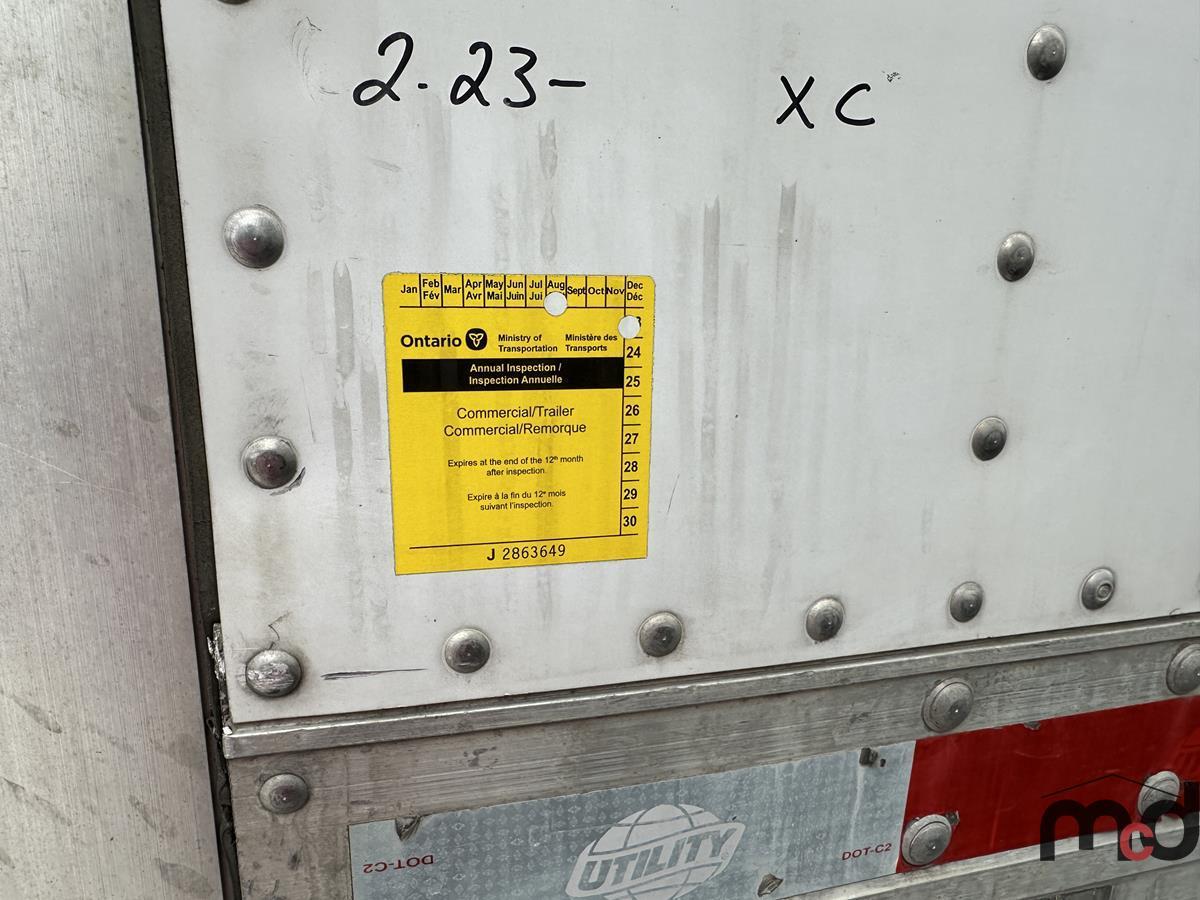 2-23-
XC
Jan Feb Mar Apr May Jun Jul Aug Sept Oct Nov Dec
Fév Avr Mai Juin Jui Déc
3
Ontario Ministry of Transportation Ministère des Transports
24
Annual Inspection /
Inspection Annuelle
25
Commercial/Trailer
26
Commercial/Remorque
27
Expires at the end of the 12th month
after inspection.
28
Expire à la fin du 12e mois
29
suivant l'inspection.
30
J 2863649
DOT-C2
UTILITY
DOT-C2
mcd